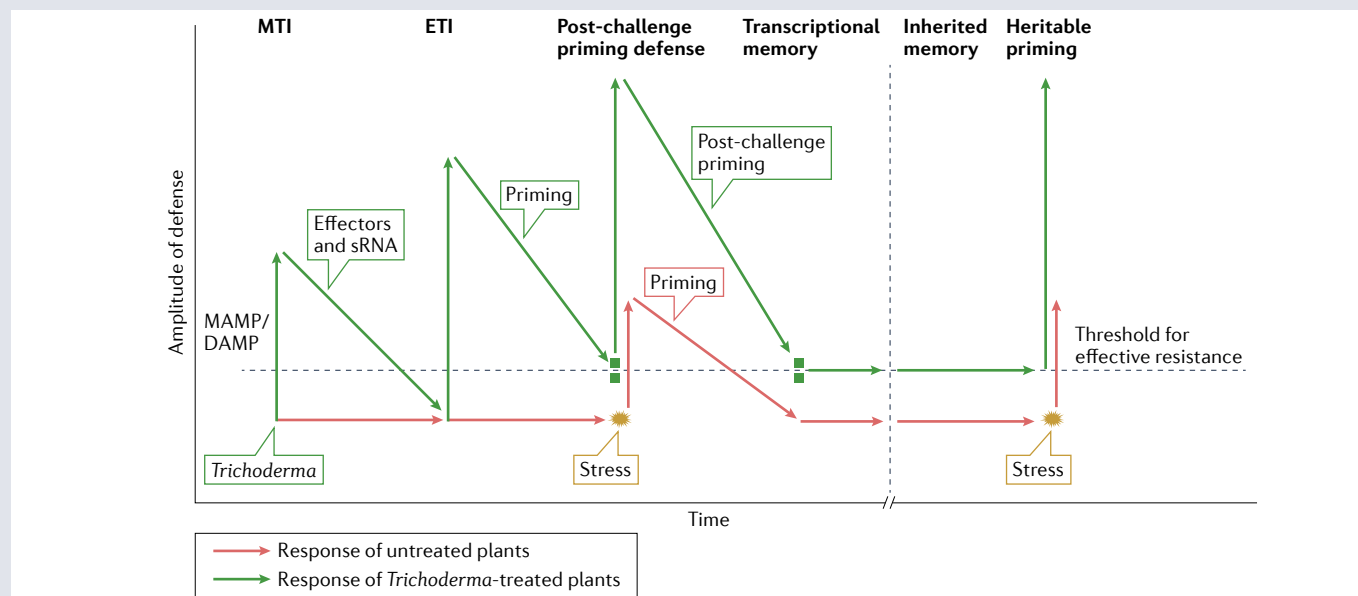 MTI
ETI
Post-challenge
priming defense
Transcriptional
memory
Inherited
memory
Heritable
priming
Amplitude of defense
MAMP/
DAMP
Effectors
and sRNA
Priming
Post-challenge
priming
Priming
Threshold for
effective resistance
Trichoderma
Stress
Stress
Time
Response of untreated plants
Response of Trichoderma-treated plants